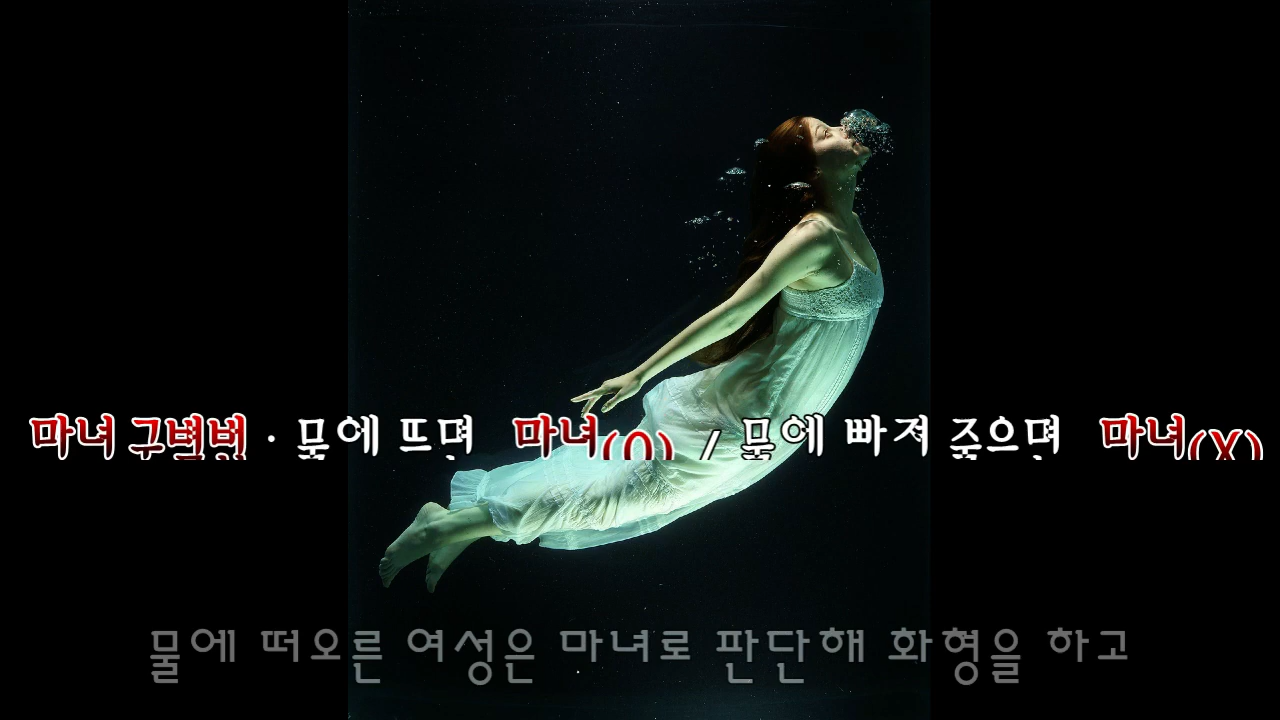 마녀 구별법 · 물에 뜨면 마녀(O) / 물에 빠져 죽으면 마녀(X)
물에 떠오른 여성은 마녀로 판단해 화형을 하고